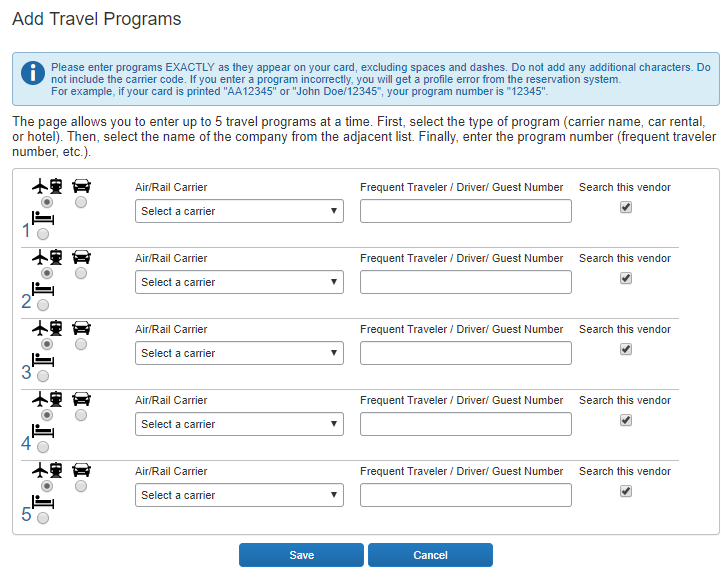 Add Travel Programs
Please enter programs EXACTLY as they appear on your card, excluding spaces and dashes. Do not add any additional characters. Do
not include the carrier code. If you enter a program incorrectly, you will get a profile error from the reservation system.
For example, if your card is printed "AA12345" or "John Doe/12345", your program number is "12345".
The page allows you to enter up to 5 travel programs at a time. First, select the type of program (carrier name, car rental,
or hotel). Then, select the name of the company from the adjacent list. Finally, enter the program number (frequent traveler
number, etc.).
Air/Rail Carrier Frequent Traveler / Driver/ Guest Number Search this vendor
Select a carrier
1
Air/Rail Carrier Frequent Traveler / Driver/ Guest Number Search this vendor
Select a carrier
2
Air/Rail Carrier Frequent Traveler / Driver/ Guest Number Search this vendor
Select a carrier
3
Air/Rail Carrier Frequent Traveler / Driver/ Guest Number Search this vendor
Select a carrier
4
Air/Rail Carrier Frequent Traveler / Driver/ Guest Number Search this vendor
Select a carrier
5
Save Cancel